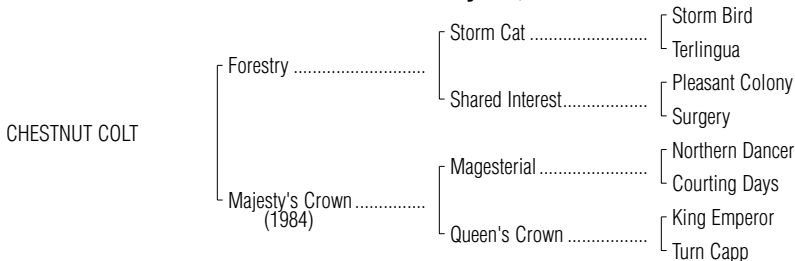 Storm Bird
Storm Cat ........................
Terlingua
Forestry ...........................
Pleasant Colony
Shared Interest.................
Surgery
CHESTNUT COLT
Northern Dancer
Magesterial ......................
Courting Days
Majesty's Crown ..............
(1984)
King Emperor
Queen's Crown ................
Turn Capp